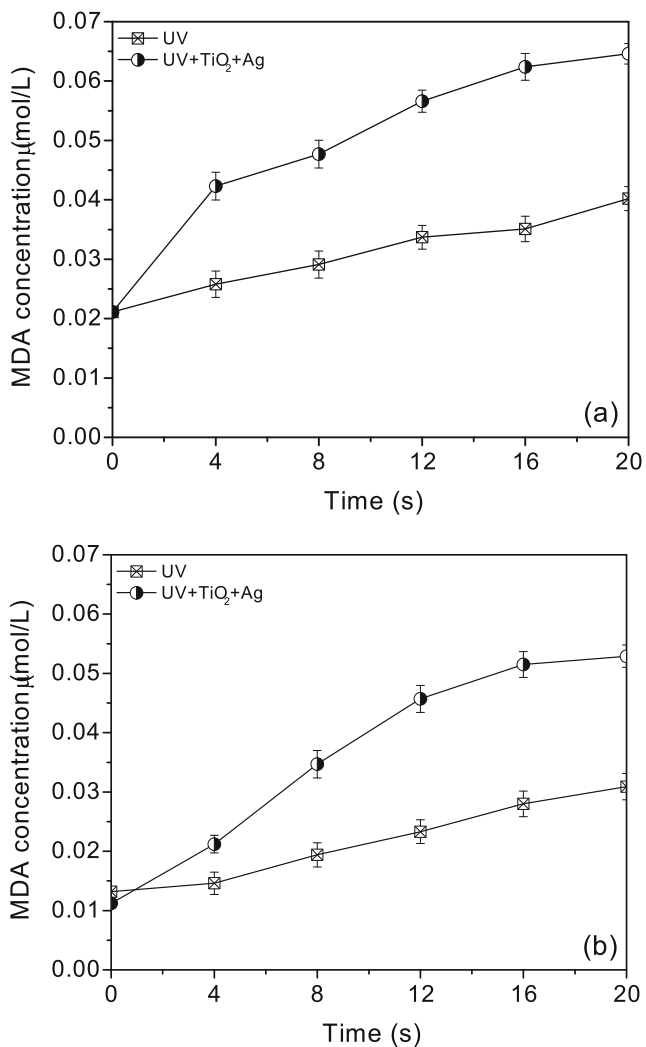 0.07
0.06
0.05
0.04
0.03
0.02
0.01
0.00
MDA concentration(μmol/L)
UV
UV+TiO₂+Ag
(a)
0 4 8 12 16 20
Time (s)
0.07
0.06
0.05
0.04
0.03
0.02
0.01
0.00
MDA concentration(μmol/L)
UV
UV+TiO₂+Ag
(b)
0 4 8 12 16 20
Time (s)